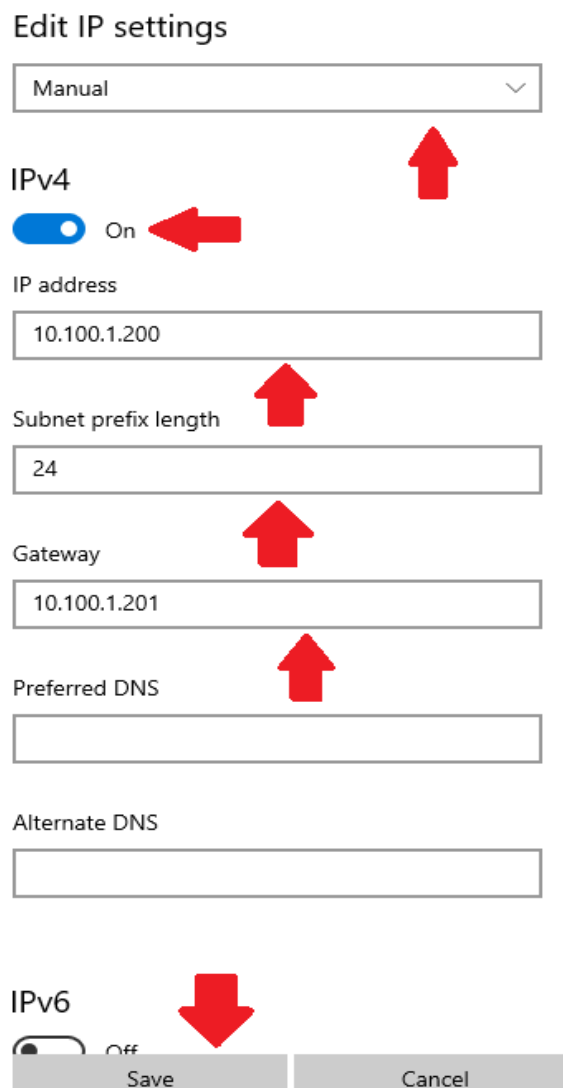 Edit IP settings
Manual
IPv4
On
IP address
10.100.1.200
Subnet prefix length
24
Gateway
10.100.1.201
Preferred DNS
Alternate DNS
IPv6
Off
Save Cancel